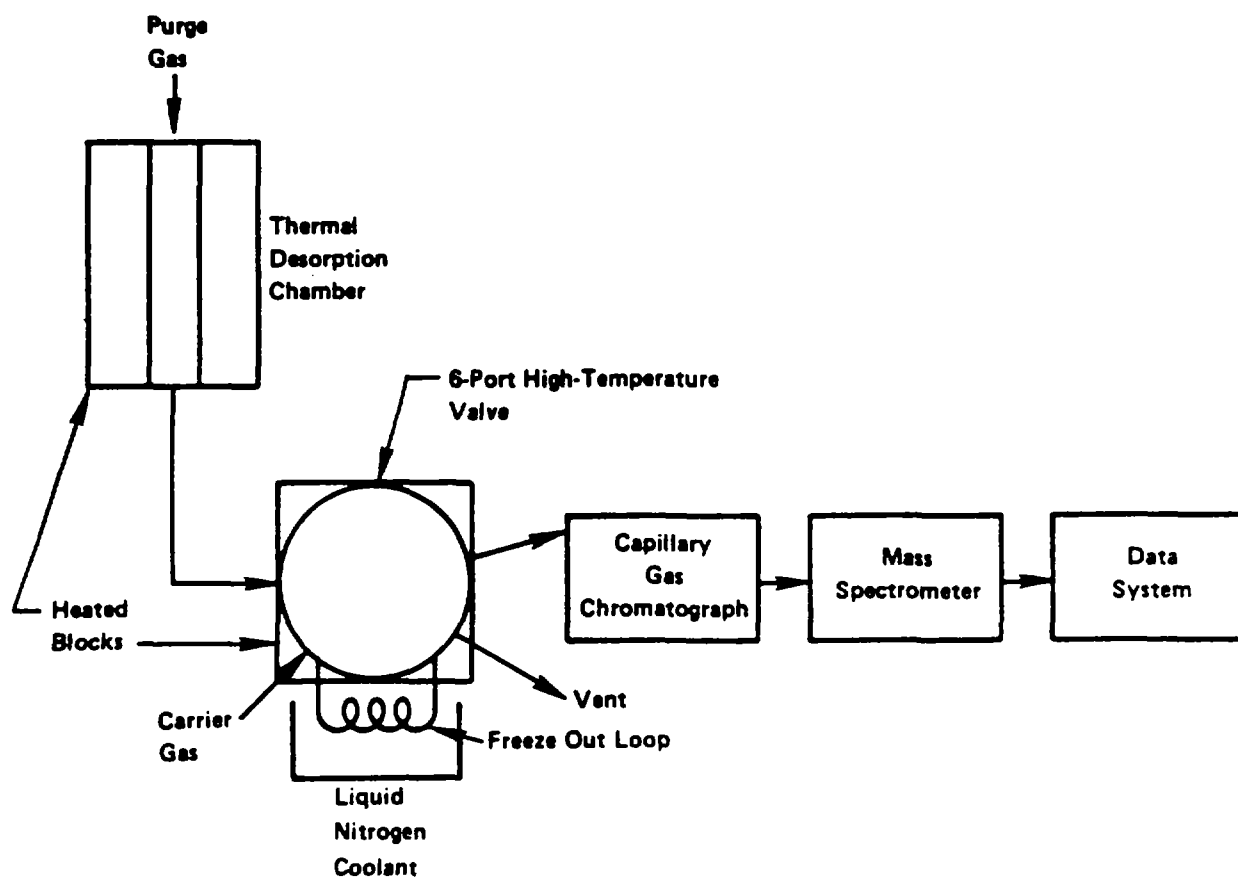 Purge
Gas
Thermal
Desorption
Chamber
6-Port High-Temperature
Valve
Capillary
Gas
Chromatograph
Mass
Spectrometer
Data
System
Heated
Blocks
Vent
Carrier
Gas
Freeze Out Loop
Liquid
Nitrogen
Coolant